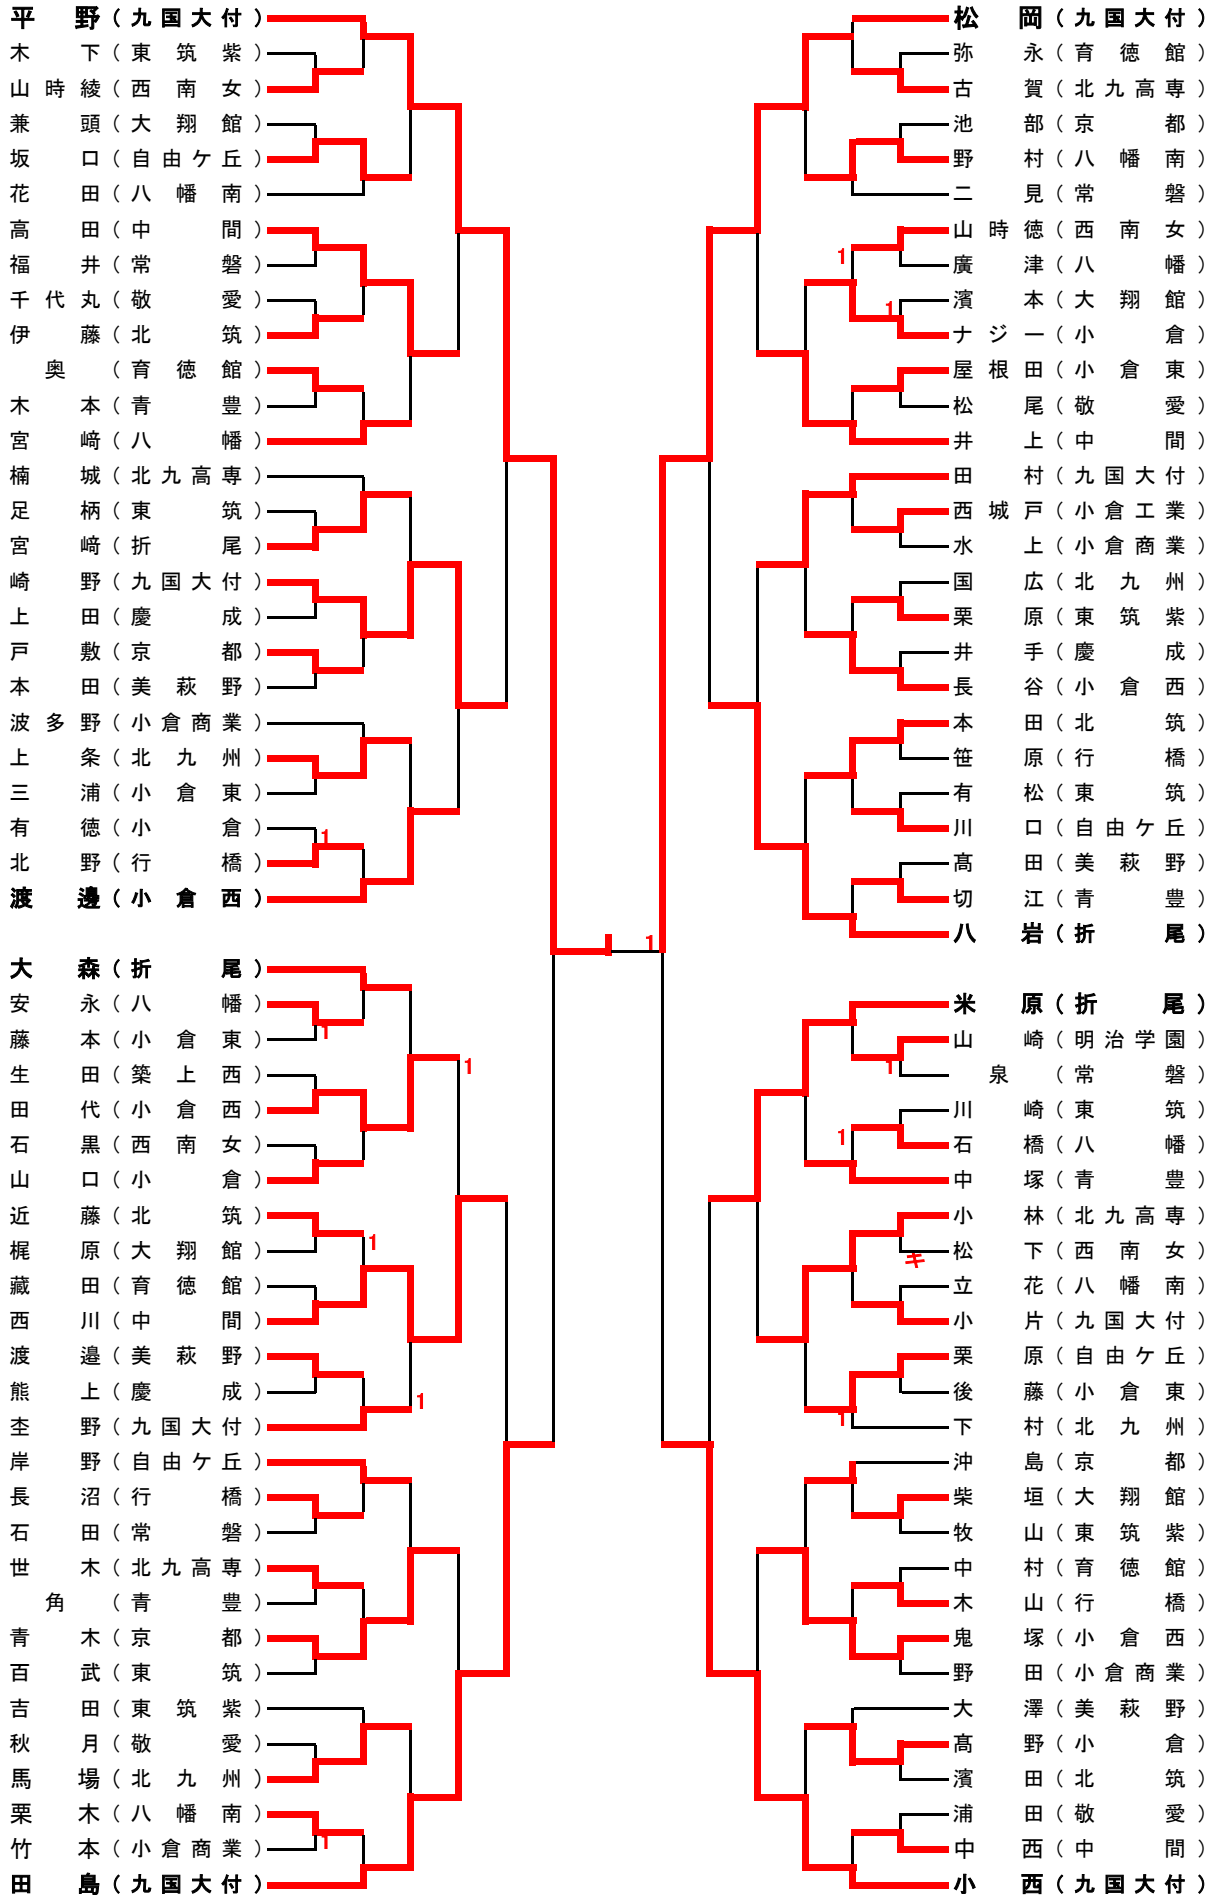 平野(九国大付)
木下(東筑紫)
山時綾(西南女)
兼頭(大翔館)
坂口(自由ケ丘)
花田(八幡南)
高田(中間)
福井(常磐)
千代丸(敬愛)
伊藤(北筑)
奥(育徳館)
木本(青豊)
宮﨑(八幡)
楠城(北九高専)
足柄(東筑)
宮﨑(折尾)
崎野(九国大付)
上田(慶成)
戸敷(京都)
本田(美萩野)
波多野(小倉商業)
上条(北九州)
三浦(小倉東)
有徳(小倉)
1
北野(行橋)
渡邊(小倉西)
大森(折尾)
安永(八幡)
1
藤本(小倉東)
生田(築上西)
田代(小倉西)
石黒(西南女)
山口(小倉)
1
近藤(北筑)
1
梶原(大翔館)
藏田(育徳館)
西川(中間)
渡邉(美萩野)
熊上(慶成)
1
杢野(九国大付)
岸野(自由ケ丘)
長沼(行橋)
石田(常磐)
世木(北九高専)
角(青豊)
青木(京都)
百武(東筑)
吉田(東筑紫)
秋月(敬愛)
馬場(北九州)
栗木(八幡南)
1
竹本(小倉商業)
田島(九国大付)
1
松岡(九国大付)
弥永(育徳館)
古賀(北九高専)
池部(京都)
野村(八幡南)
二見(常磐)
山時徳(西南女)
1
廣津(八幡)
濱本(大翔館)
1
ナジー(小倉)
屋根田(小倉東)
松尾(敬愛)
井上(中間)
田村(九国大付)
西城戸(小倉工業)
水上(小倉商業)
国広(北九州)
栗原(東筑紫)
井手(慶成)
長谷(小倉西)
本田(北筑)
笹原(行橋)
有松(東筑)
川口(自由ケ丘)
髙田(美萩野)
切江(青豊)
八岩(折尾)
米原(折尾)
山崎(明治学園)
1
泉(常磐)
川崎(東筑)
1
石橋(八幡)
中塚(青豊)
小林(北九高専)
松下(西南女)
キ
立花(八幡南)
小片(九国大付)
栗原(自由ケ丘)
後藤(小倉東)
1
下村(北九州)
沖島(京都)
柴垣(大翔館)
牧山(東筑紫)
中村(育徳館)
木山(行橋)
鬼塚(小倉西)
野田(小倉商業)
大澤(美萩野)
髙野(小倉)
濱田(北筑)
浦田(敬愛)
中西(中間)
小西(九国大付)